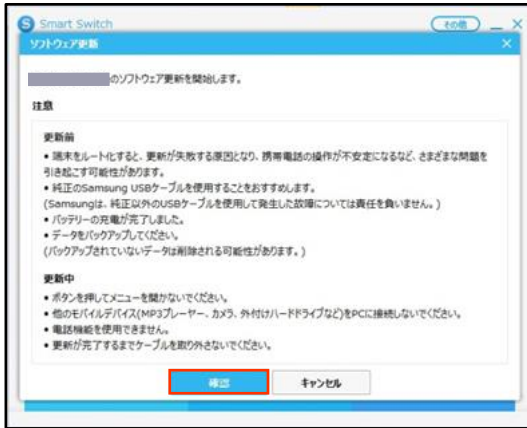 Smart Switch
その他
ソフトウェア更新
のソフトウェア更新を開始します。
注意
更新前
• 端末をルート化すると、更新が失敗する原因となり、携帯電話の操作が不安定になるなど、さまざまな問題を
引き起こす可能性があります。
• 純正のSamsung USBケーブルを使用することをおすすめします。
(Samsungは、純正以外のUSBケーブルを使用して発生した故障については責任を負いません。)
• バッテリーの充電が完了しました。
• データをバックアップしてください。
(バックアップされていないデータは削除される可能性があります。)
更新中
• ボタンを押してメニューを開かないでください。
• 他のモバイルデバイス(MP3プレーヤー、カメラ、外付けハードドライブなど)をPCに接続しないでください。
• 電話機能を使用できません。
• 更新が完了するまでケーブルを取り外さないでください。
確認
キャンセル